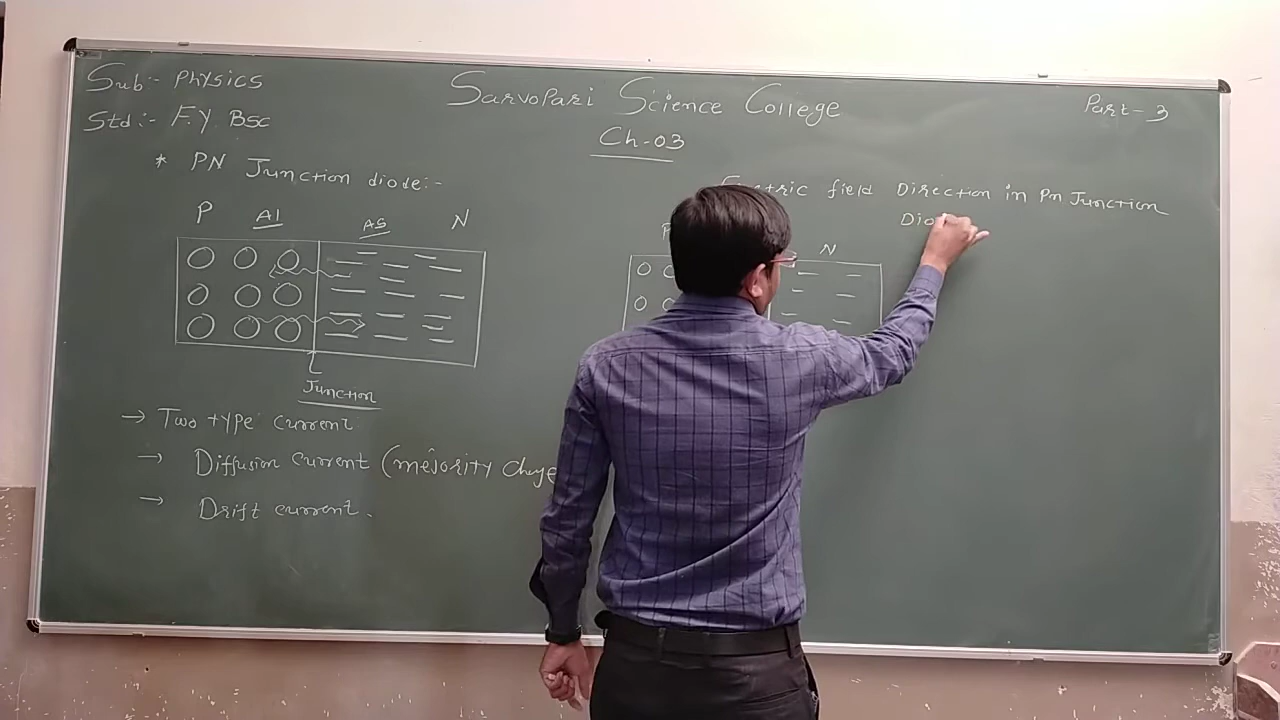 Sub:- Physics
Sarvopari Science College
Part-3
Std:- F.Y BSC
Ch-03
* PN Junction diode:-
field Direction in Pn Junction
P Al As N
P N
Junction
→ Two type current
→ Diffusion current (mejority
→ Drift current.